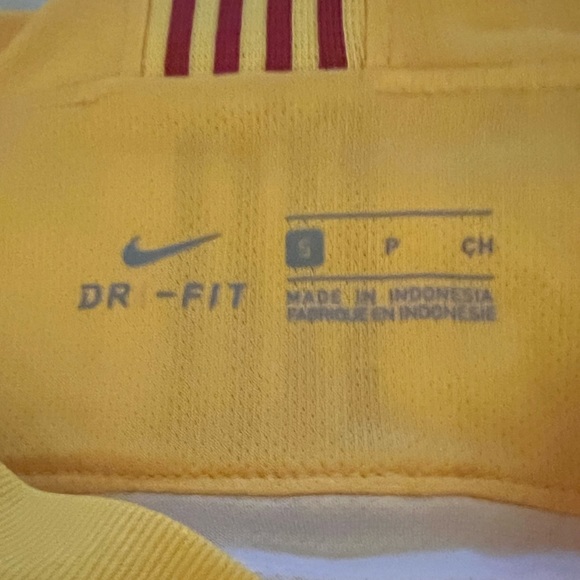 S P CH
DR -FIT
MADE IN INDONESIA
FABRIQUE EN INDONESIE